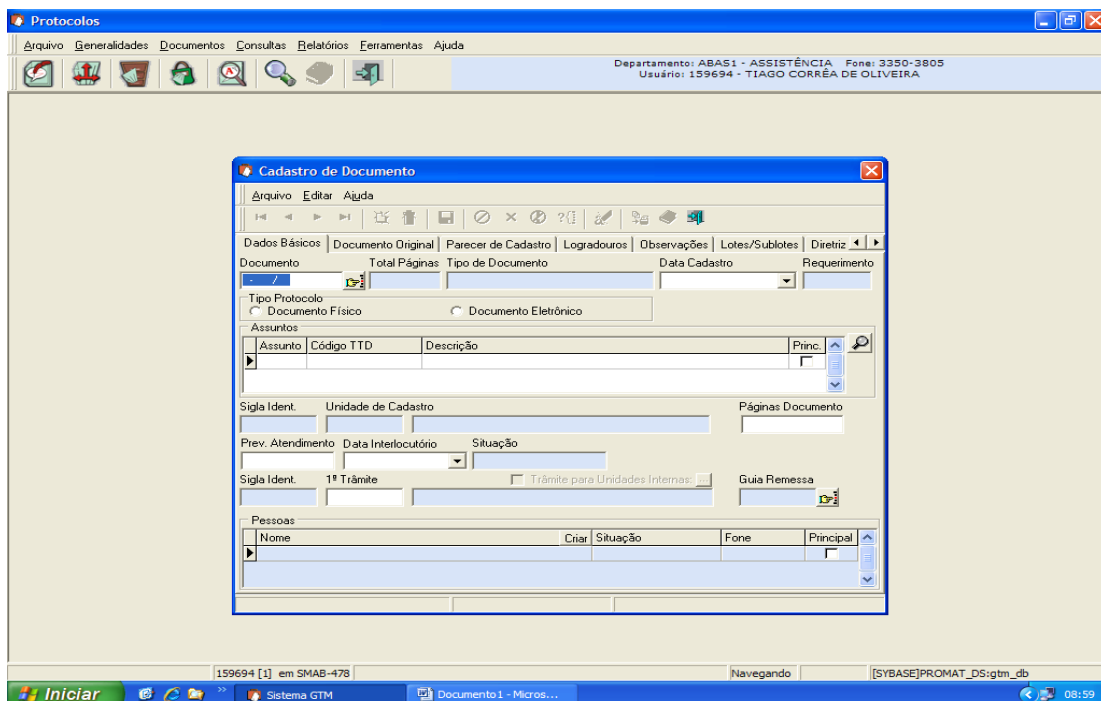 Protocolos
Arquivo Generalidades Documentos Consultas Relatórios Ferramentas Ajuda
Departamento: ABAS1 - ASSISTÊNCIA Fone: 3350-3805
Usuário: 159694 - TIAGO CORRÊA DE OLIVEIRA
Cadastro de Documento
Arquivo Editar Ajuda
Dados Básicos Documento Original Parecer de Cadastro Logradouros Observações Lotes/Sublotes Diretriz
Documento Total Páginas Tipo de Documento Data Cadastro Requerimento
- /
Tipo Protocolo
Documento Físico Documento Eletrônico
Assuntos
Assunto Código TTD Descrição Princ.
Sigla Ident. Unidade de Cadastro Páginas Documento
Prev. Atendimento Data Interlocutório Situação
Sigla Ident. 1º Trâmite Trâmite para Unidades Internas: ... Guia Remessa
Pessoas
Nome Criar Situação Fone Principal
159694 [1] em SMAB-478 Navegando [SYBASE]PROMAT_DS:gtm_db
Iniciar » Sistema GTM Documento1 - Micros... 08:59